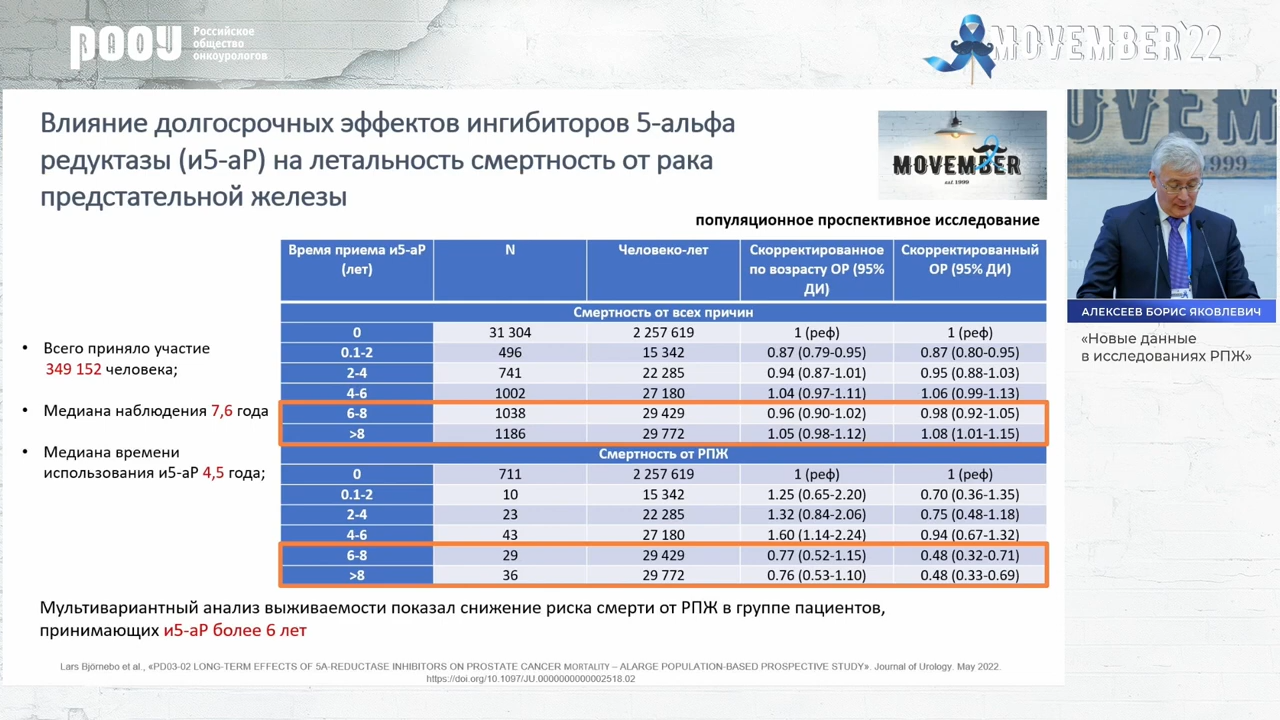 РООУ
Российское
общество
онкоурологов
MOVEMBER'22
Влияние долгосрочных эффектов ингибиторов 5-альфа
редуктазы (и5-аР) на летальность смертность от рака
предстательной железы
MOVEMBER
est. 1999
популяционное проспективное исследование
Всего приняло участие
349 152 человека;
Медиана наблюдения 7,6 года
Медиана времени
использования и5-аР 4,5 года;
Время приема и5-аР (лет) N Человеко-лет Скорректированное по возрасту ОР (95% ДИ) Скорректированный ОР (95% ДИ)
Смертность от всех причин
0 31 304 2 257 619 1 (реф) 1 (реф)
0.1-2 496 15 342 0.87 (0.79-0.95) 0.87 (0.80-0.95)
2-4 741 22 285 0.94 (0.87-1.01) 0.95 (0.88-1.03)
4-6 1002 27 180 1.04 (0.97-1.11) 1.06 (0.99-1.13)
6-8 1038 29 429 0.96 (0.90-1.02) 0.98 (0.92-1.05)
>8 1186 29 772 1.05 (0.98-1.12) 1.08 (1.01-1.15)
Смертность от РПЖ
0 711 2 257 619 1 (реф) 1 (реф)
0.1-2 10 15 342 1.25 (0.65-2.20) 0.70 (0.36-1.35)
2-4 23 22 285 1.32 (0.84-2.06) 0.75 (0.48-1.18)
4-6 43 27 180 1.60 (1.14-2.24) 0.94 (0.67-1.32)
6-8 29 29 429 0.77 (0.52-1.15) 0.48 (0.32-0.71)
>8 36 29 772 0.76 (0.53-1.10) 0.48 (0.33-0.69)
Мультивариантный анализ выживаемости показал снижение риска смерти от РПЖ в группе пациентов,
принимающих и5-аР более 6 лет
Lars Björnebo et al., «PD03-02 LONG-TERM EFFECTS OF 5A-REDUCTASE INHIBITORS ON PROSTATE CANCER MORTALITY – ALARGE POPULATION-BASED PROSPECTIVE STUDY». Journal of Urology. May 2022.
https://doi.org/10.1097/JU.0000000000002518.02
АЛЕКСЕЕВ БОРИС ЯКОВЛЕВИЧ
«Новые данные
в исследованиях РПЖ»